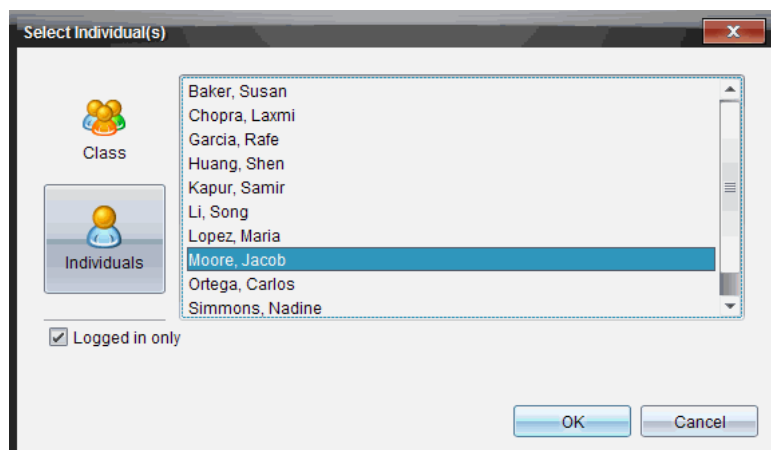 Select Individual(s)
Class
Individuals
Baker, Susan
Chopra, Laxmi
Garcia, Rafe
Huang, Shen
Kapur, Samir
Li, Song
Lopez, Maria
Moore, Jacob
Ortega, Carlos
Simmons, Nadine
Logged in only
OK
Cancel